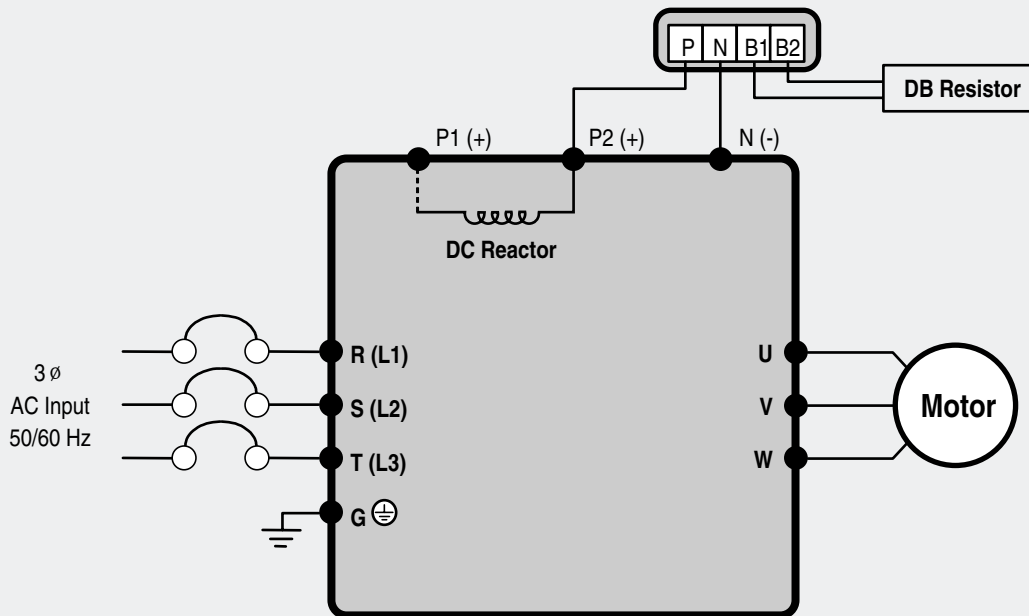 P N B1 B2
DB Resistor
P1 (+) P2 (+) N (-)
DC Reactor
3 ø
AC Input
50/60 Hz
R (L1)
S (L2)
T (L3)
G
U
V
W
Motor